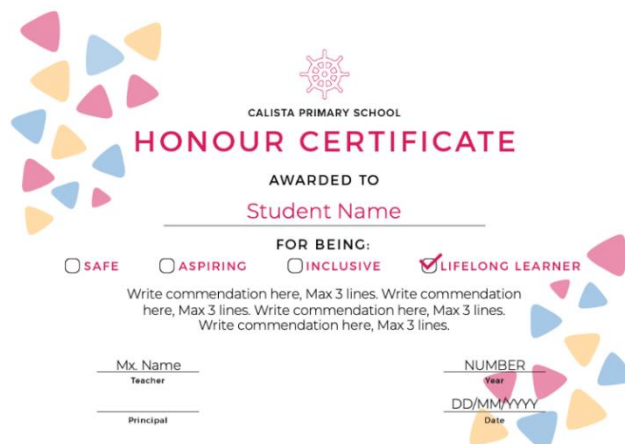 CALISTA PRIMARY SCHOOL
HONOUR CERTIFICATE
AWARDED TO
Student Name
FOR BEING:
SAFE ASPIRING INCLUSIVE LIFELONG LEARNER
Write commendation here, Max 3 lines. Write commendation
here, Max 3 lines. Write commendation here, Max 3 lines.
Write commendation here, Max 3 lines.
Mx. Name NUMBER
Teacher Year
DD/MM/YYYY
Principal Date